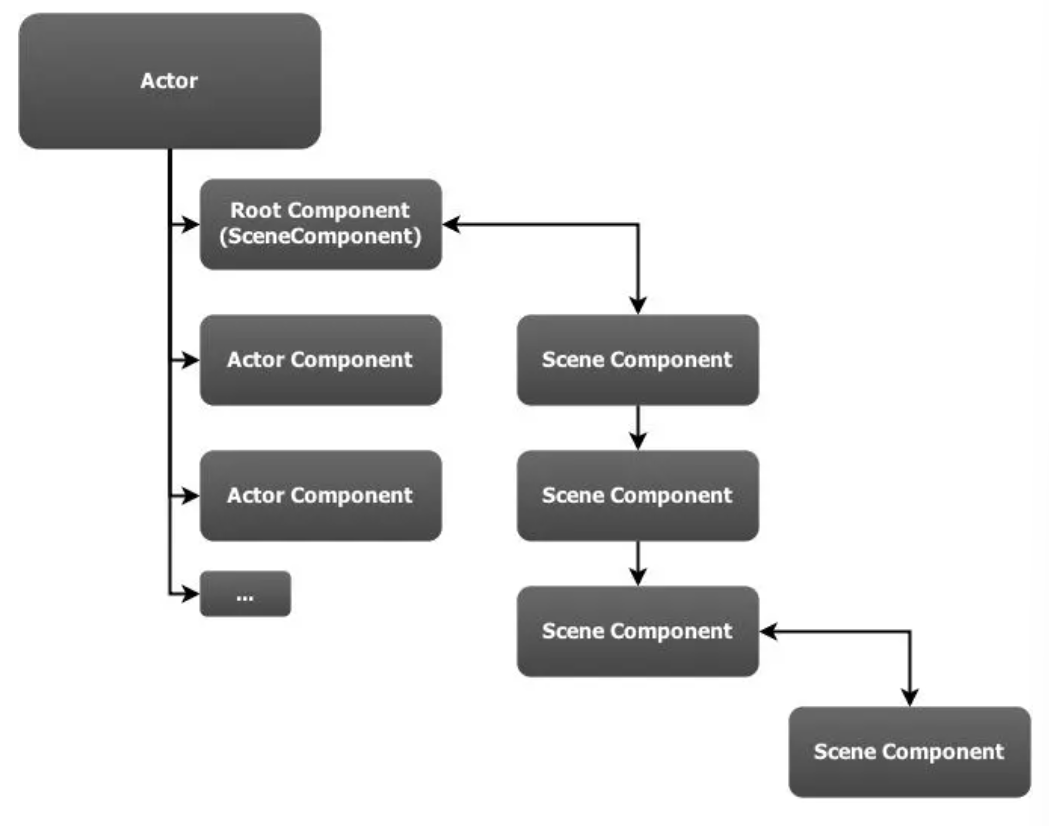 Actor
Root Component
(SceneComponent)
Actor Component
Scene Component
Actor Component
Scene Component
...
Scene Component
Scene Component